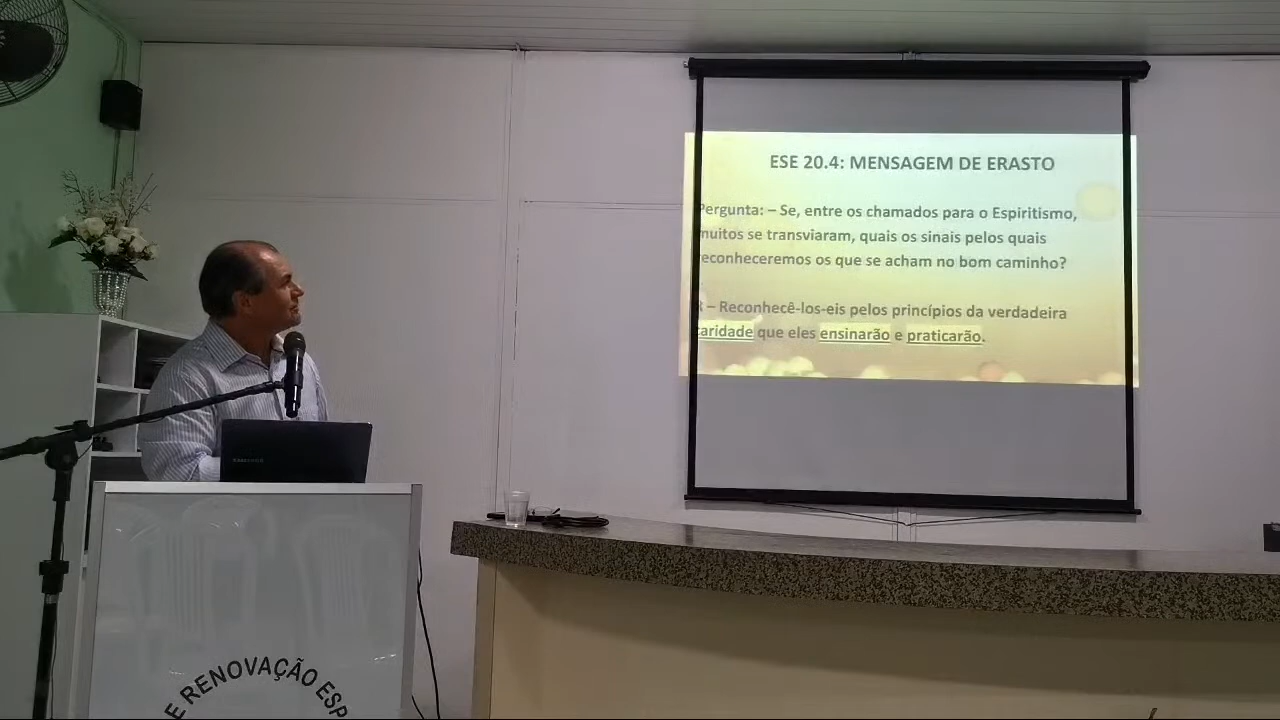 ESE 20.4: MENSAGEM DE ERASTO
Pergunta: – Se, entre os chamados para o Espiritismo,
muitos se transviaram, quais os sinais pelos quais
reconheceremos os que se acham no bom caminho?
– Reconhecê-los-eis pelos princípios da verdadeira
caridade que eles ensinarão e praticarão.
E RENOVAÇÃO ESP